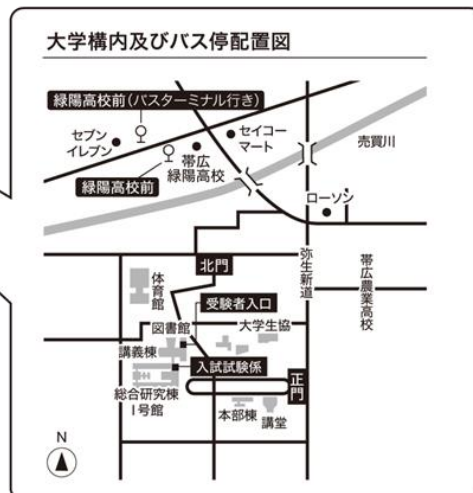 大学構内及びバス停配置図
緑陽高校前(バスターミナル行き)
セブン
イレブン
セイコー
マート
売買川
帯広
緑陽高校
緑陽高校前
ローソン
北門
弥生新道
帯広農業高校
体育館
受験者入口
図書館
大学生協
講義棟
入試試験係
正門
総合研究棟
I号館
本部棟
講堂
N